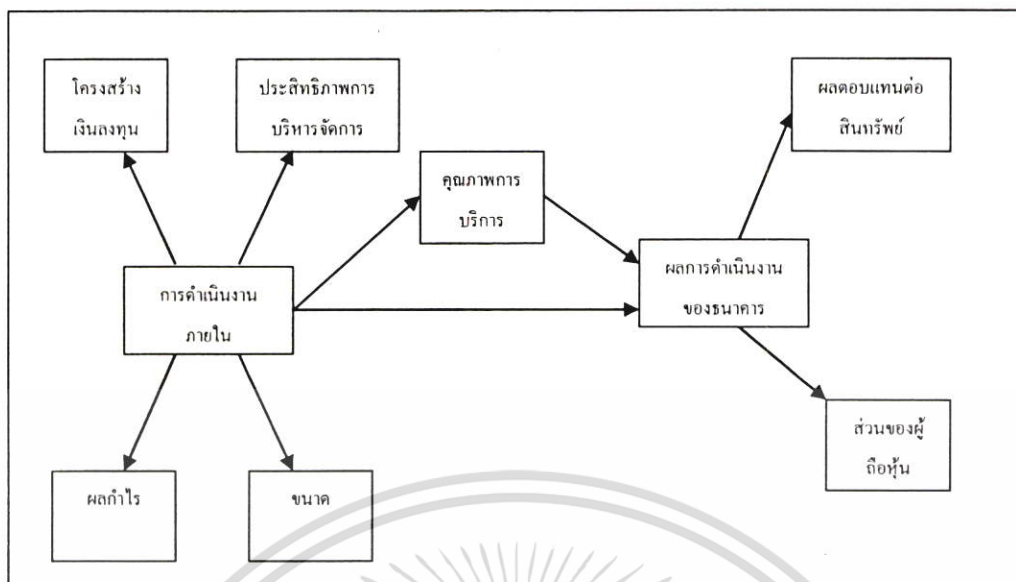 โครงสร้าง
เงินลงทุน
ประสิทธิภาพการ
บริหารจัดการ
ผลตอบแทนต่อ
สินทรัพย์
คุณภาพการ
บริการ
การดำเนินงาน
ภายใน
ผลการดำเนินงาน
ของธนาคาร
ส่วนของผู้
ถือหุ้น
ผลกำไร
ขนาด